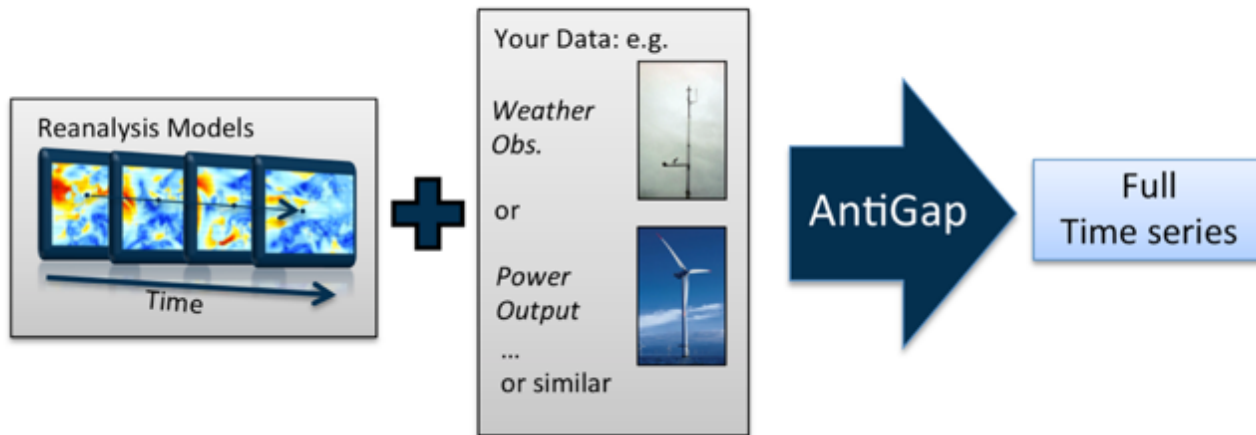 Reanalysis Models
Time
Your Data: e.g.
Weather
Obs.
or
Power
Output
...
or similar
AntiGap
Full
Time series